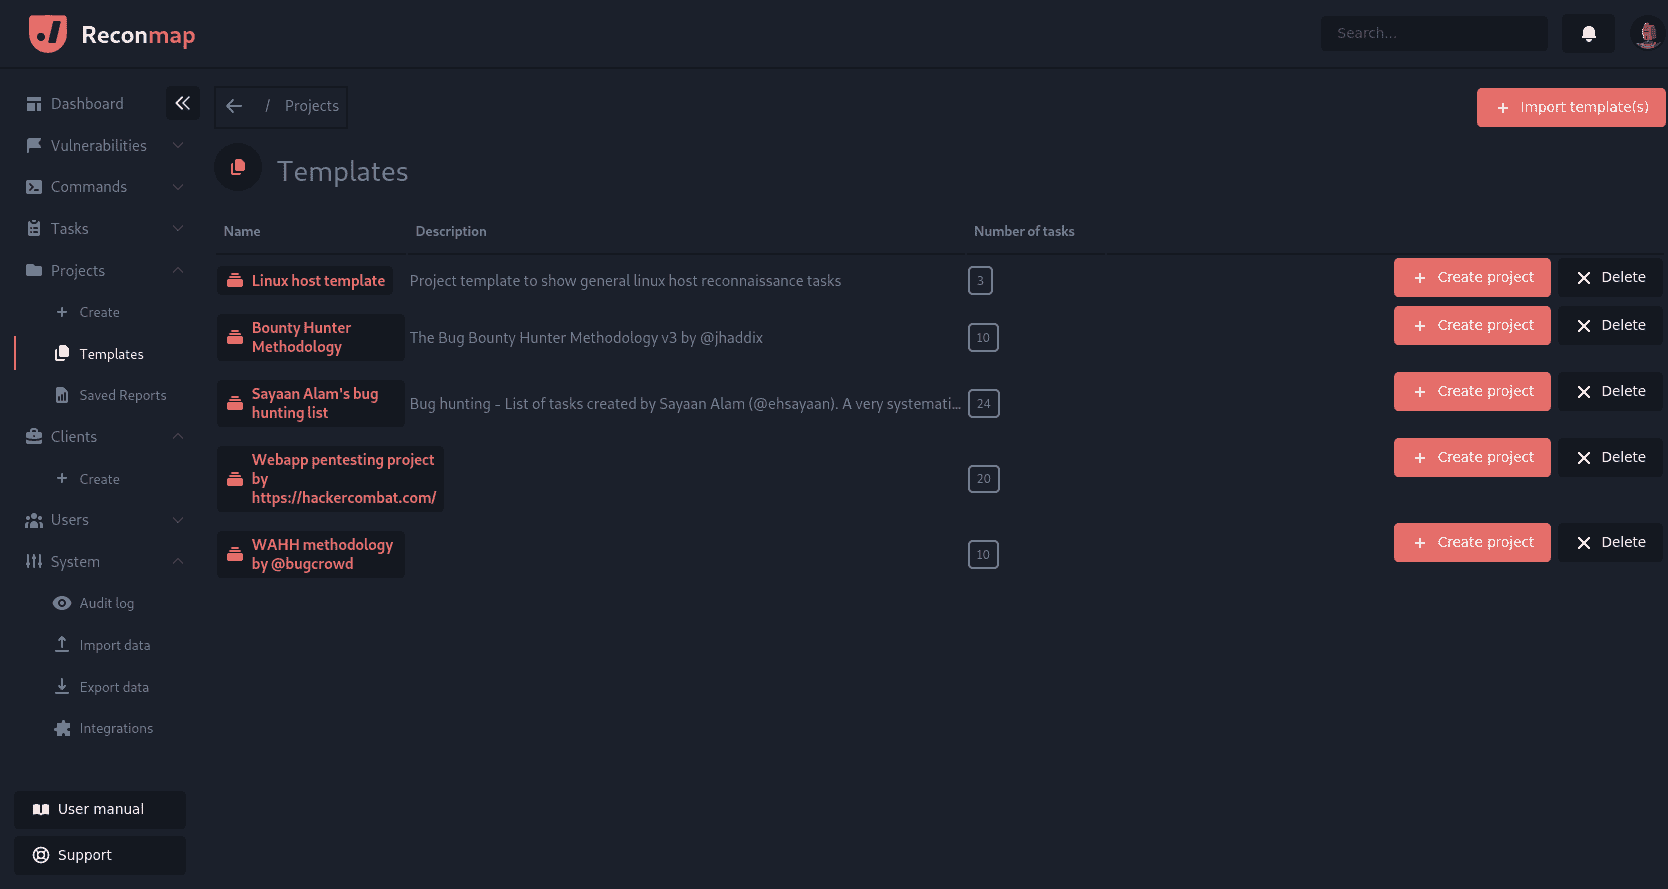 Reconmap
Search...
Dashboard
Vulnerabilities
Commands
Tasks
Projects
Create
Templates
Saved Reports
Clients
Create
Users
System
Audit log
Import data
Export data
Integrations
User manual
Support
/ Projects
Import template(s)
Templates
Name Description Number of tasks
Linux host template Project template to show general linux host reconnaissance tasks 3 Create project Delete
Bounty Hunter
Methodology
The Bug Bounty Hunter Methodology v3 by @jhaddix 10 Create project Delete
Sayaan Alam's bug
hunting list
Bug hunting - List of tasks created by Sayaan Alam (@ehsayaan). A very systemati... 24 Create project Delete
Webapp pentesting project
by
https://hackercombat.com/
20 Create project Delete
WAHH methodology
by @bugcrowd
10 Create project Delete